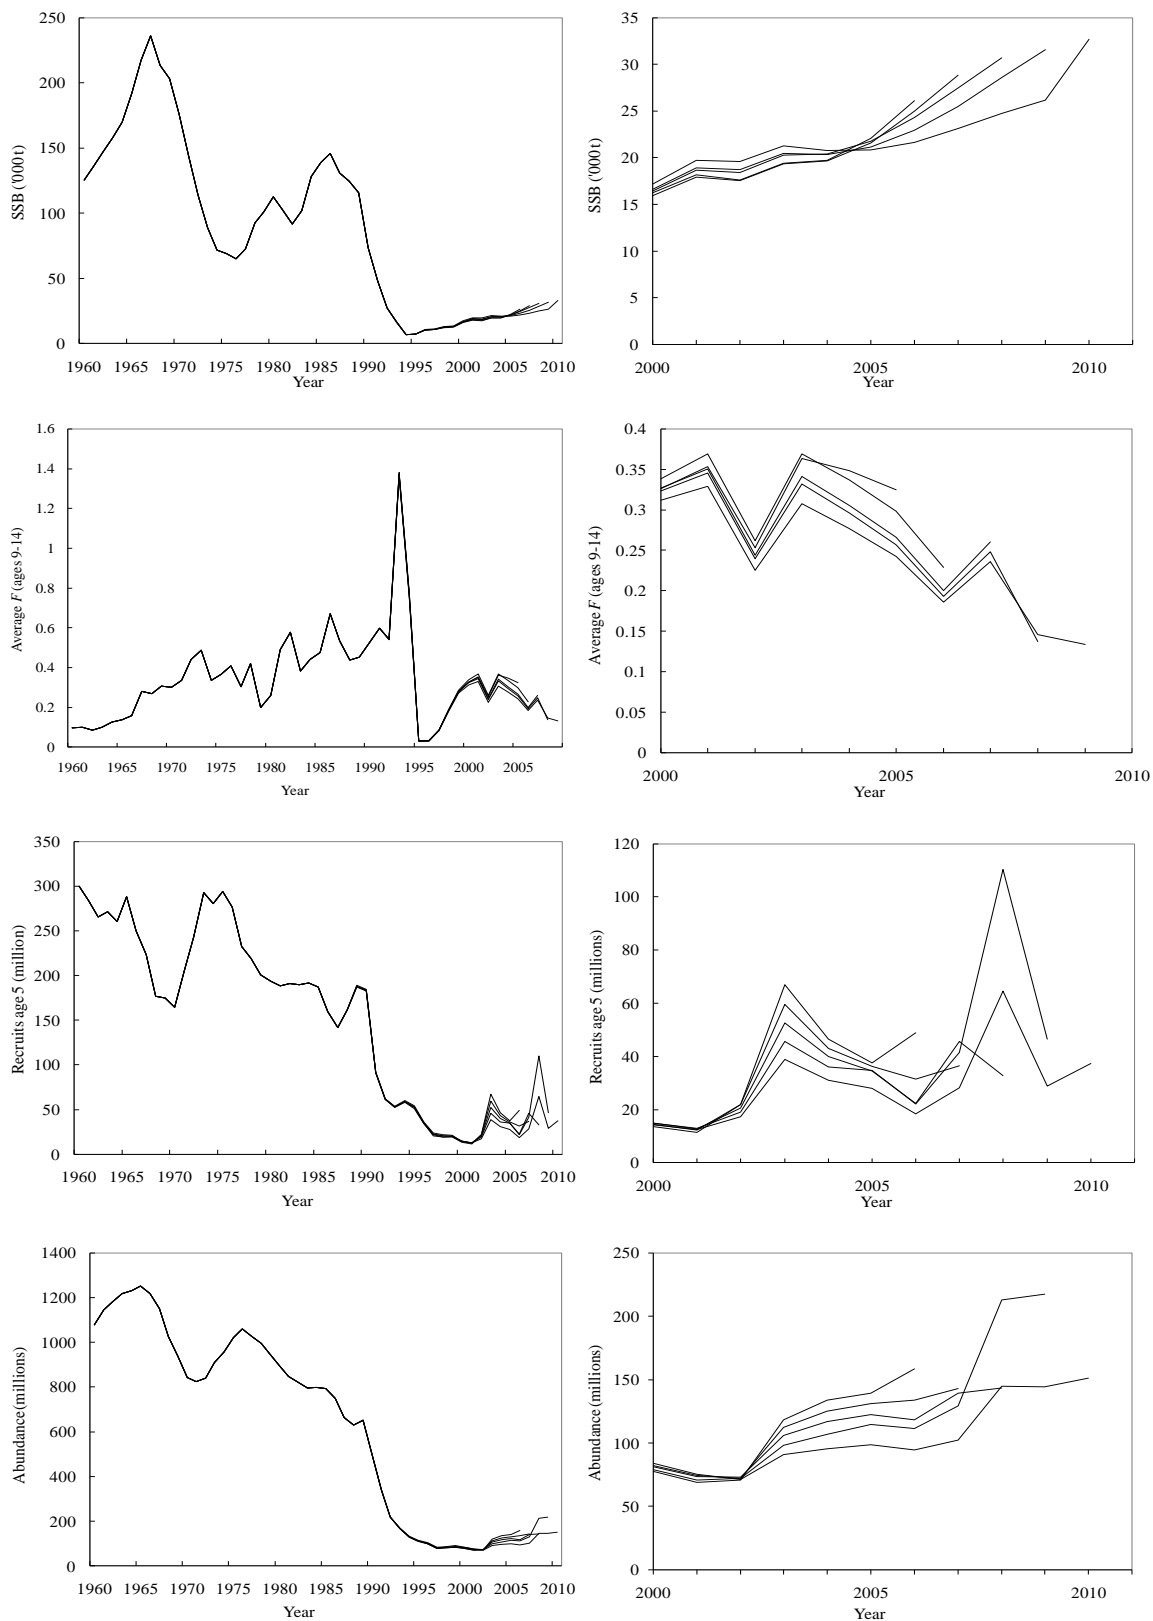 250
200
150
100
50
0
SSB ('000 t)
1960 1965 1970 1975 1980 1985 1990 1995 2000 2005 2010
Year
35
30
25
20
15
10
5
0
SSB ('000 t)
2000 2005 2010
Year
1.6
1.4
1.2
1
0.8
0.6
0.4
0.2
0
Average F (ages 9-14)
1960 1965 1970 1975 1980 1985 1990 1995 2000 2005
Year
0.4
0.35
0.3
0.25
0.2
0.15
0.1
0.05
0
Average F (ages 9-14)
2000 2005 2010
Year
350
300
250
200
150
100
50
0
Recruits age 5 (million)
1960 1965 1970 1975 1980 1985 1990 1995 2000 2005 2010
Year
120
100
80
60
40
20
0
Recruits age 5 (millions)
2000 2005 2010
Year
1400
1200
1000
800
600
400
200
0
Abundance (millions)
1960 1965 1970 1975 1980 1985 1990 1995 2000 2005 2010
Year
250
200
150
100
50
0
Abundance (millions)
2000 2005 2010
Year